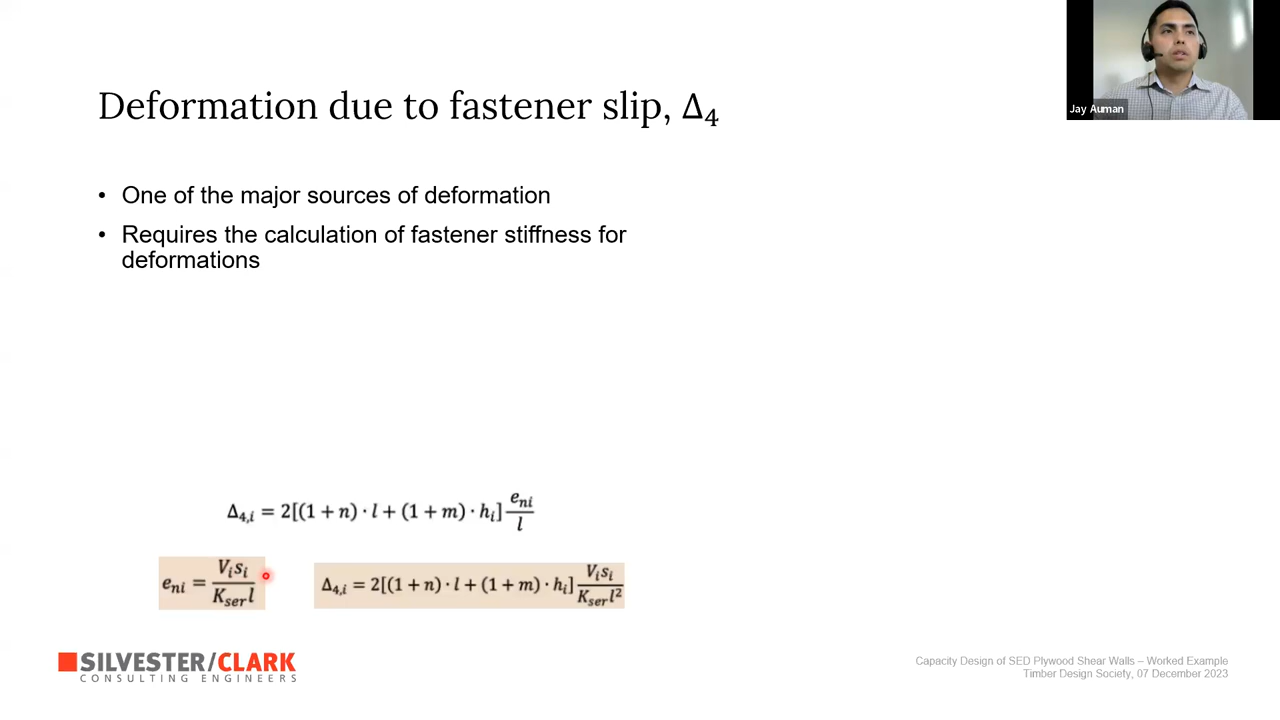 Jay Auman
Deformation due to fastener slip, Δ₄
• One of the major sources of deformation
• Requires the calculation of fastener stiffness for
deformations
Δ₄,ᵢ = 2[(1 + n) · l + (1 + m) · hᵢ] eₙᵢ / l
eₙᵢ = Vᵢsᵢ / K_ser l
Δ₄,ᵢ = 2[(1 + n) · l + (1 + m) · hᵢ] Vᵢsᵢ / K_ser l²
SILVESTER/CLARK
CONSULTING ENGINEERS
Capacity Design of SED Plywood Shear Walls – Worked Example
Timber Design Society, 07 December 2023